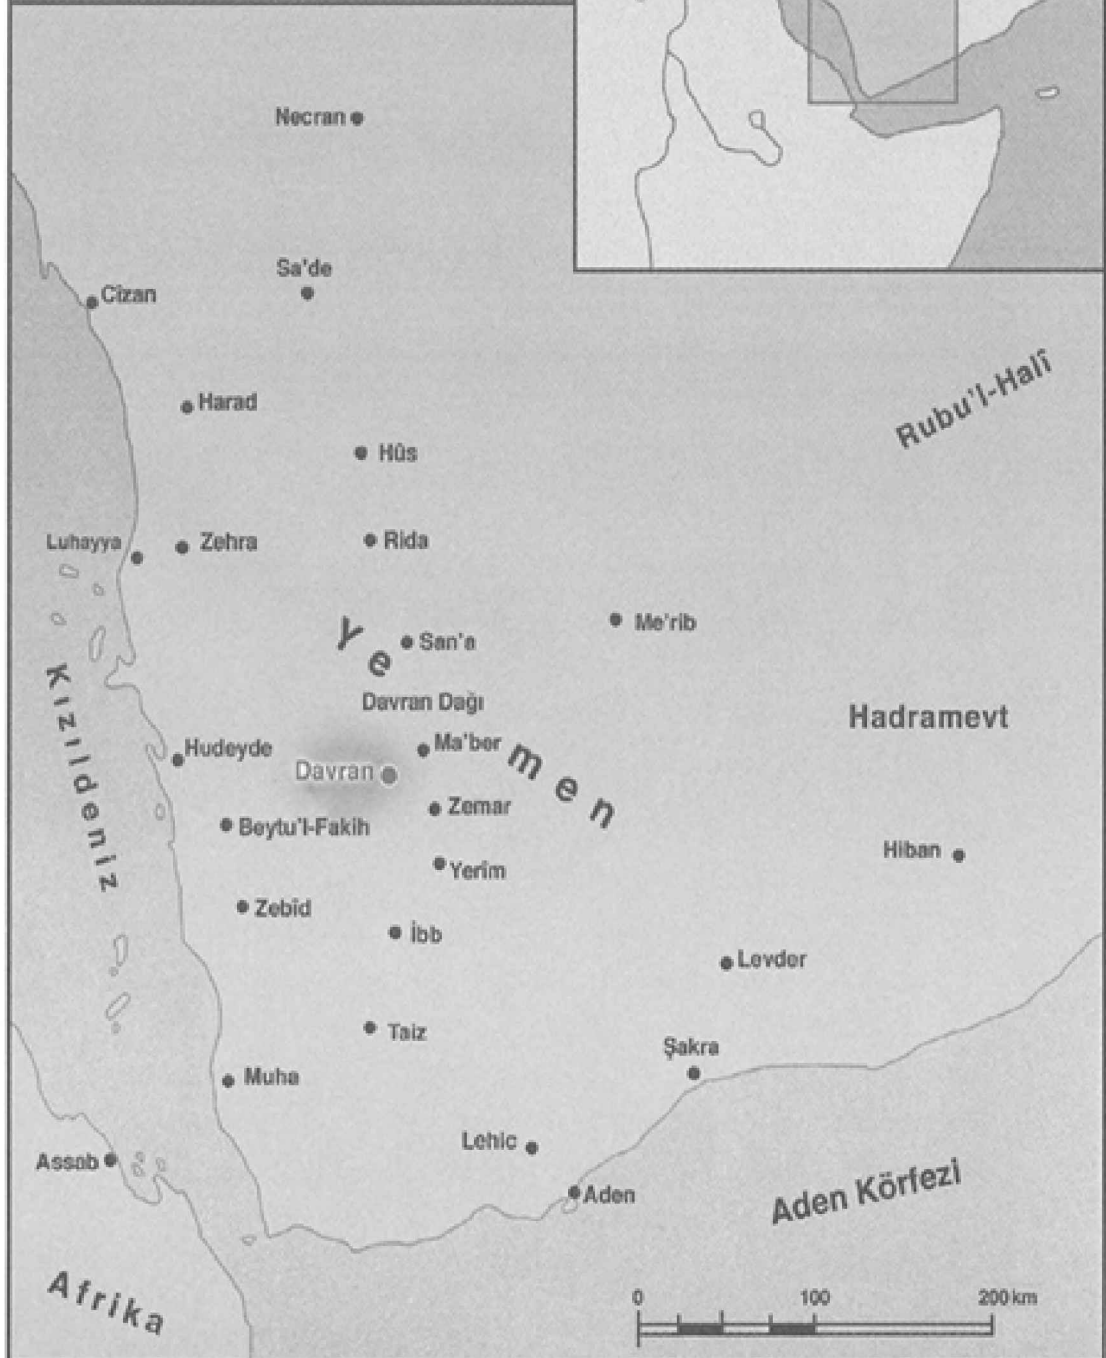 Necran
Sa'de
Cîzan
Rubu'l-Halî
Harad
Hûs
Luhayya
Zehra
Rida
Me'rib
Yemen
San'a
Kızıldeniz
Davran Dağı
Hadramevt
Hudeyde
Ma'ber
Davran
Zemar
Beytu'l-Fakih
Hiban
Yerîm
Zebîd
İbb
Levder
Taiz
Şakra
Muha
Lehic
Assab
Aden
Aden Körfezi
Afrika
0 100 200 km